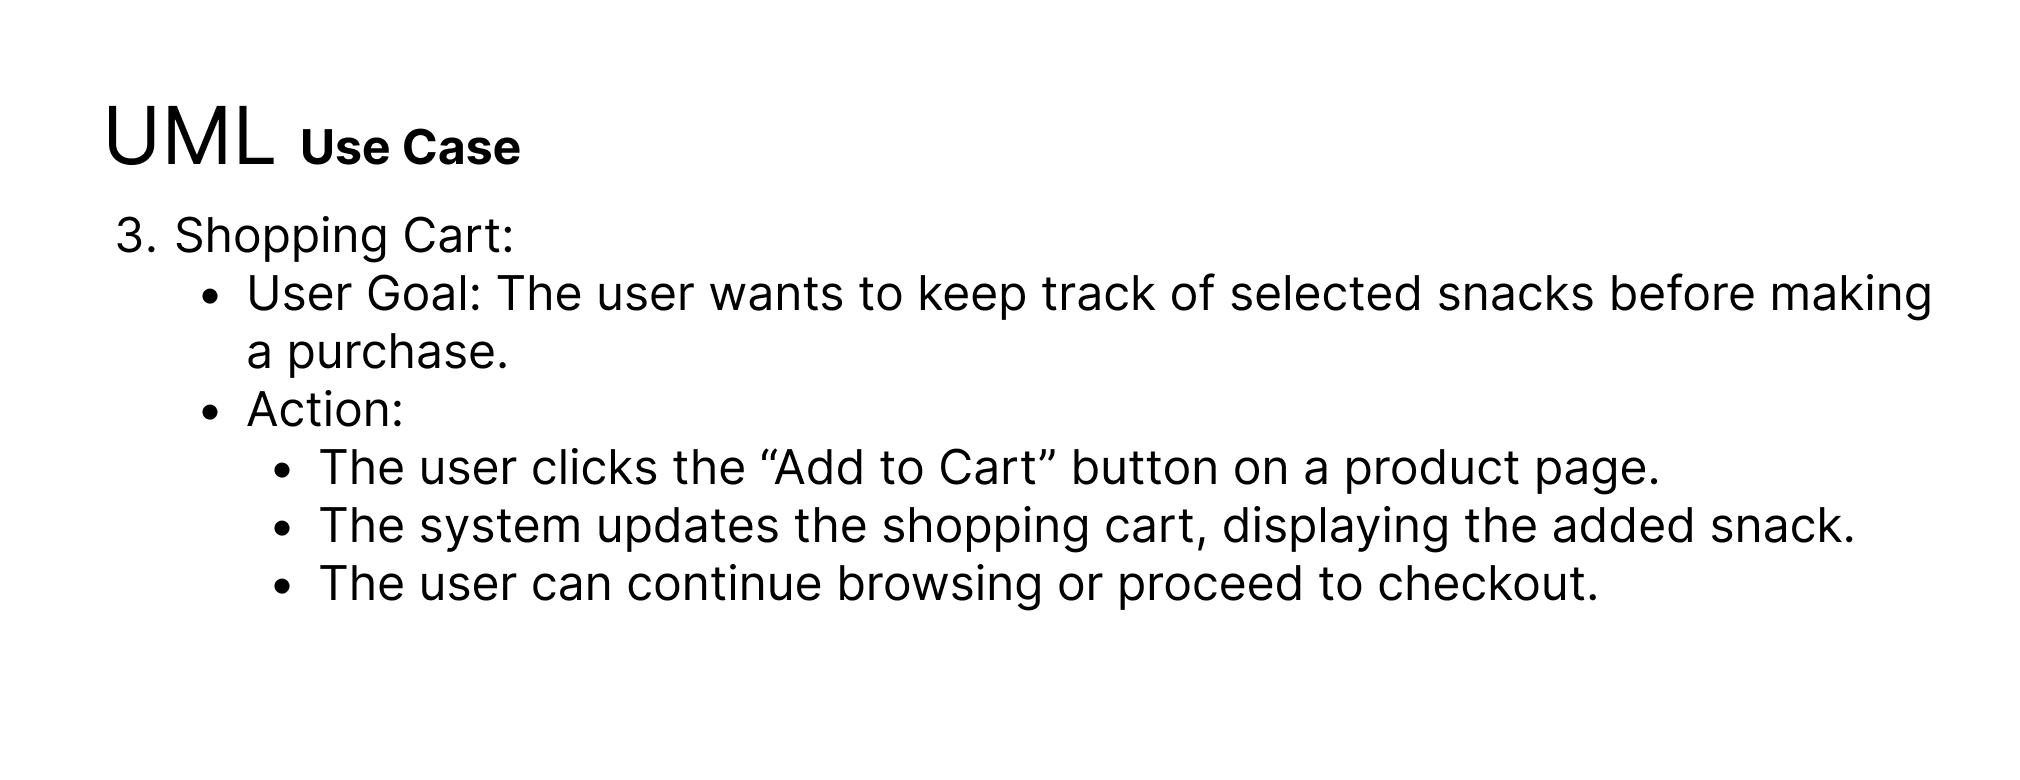 UML Use Case
3. Shopping Cart:
• User Goal: The user wants to keep track of selected snacks before making
a purchase.
• Action:
• The user clicks the “Add to Cart” button on a product page.
• The system updates the shopping cart, displaying the added snack.
• The user can continue browsing or proceed to checkout.